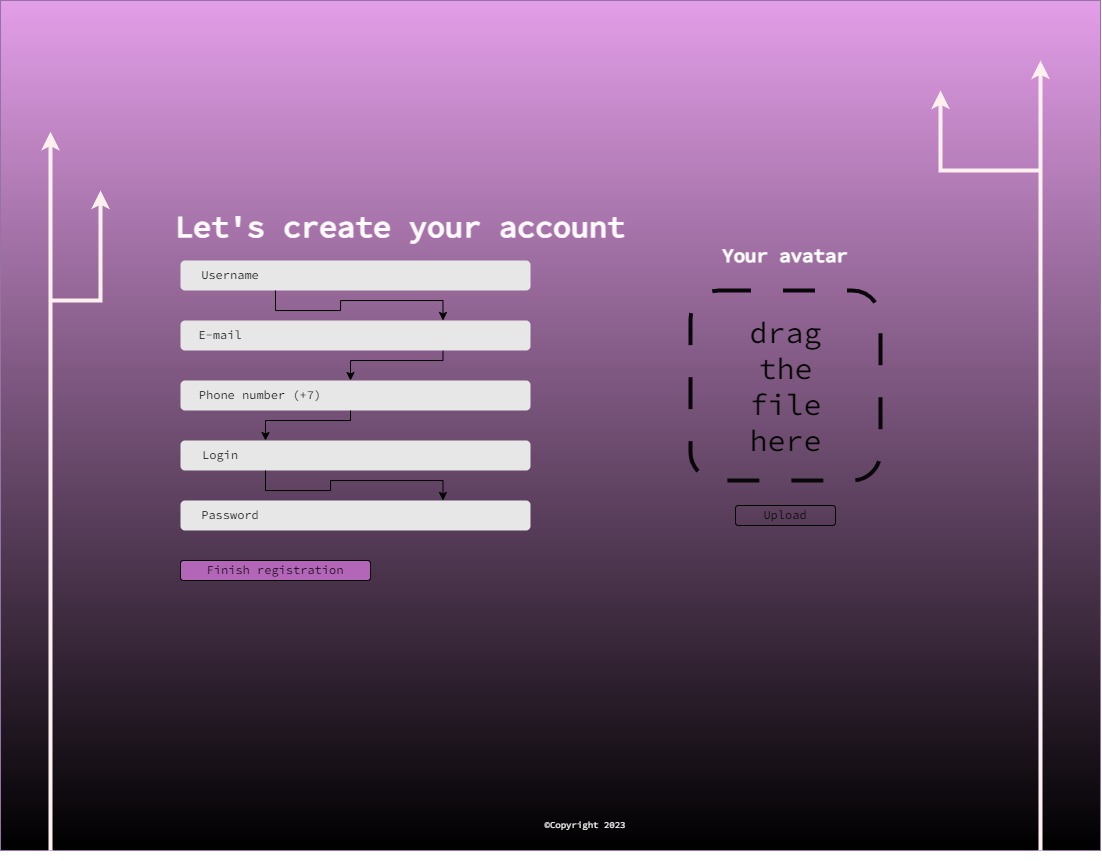 Let's create your account
Username
E-mail
Phone number (+7)
Login
Password
Finish registration
Your avatar
drag
the
file
here
Upload
©Copyright 2023